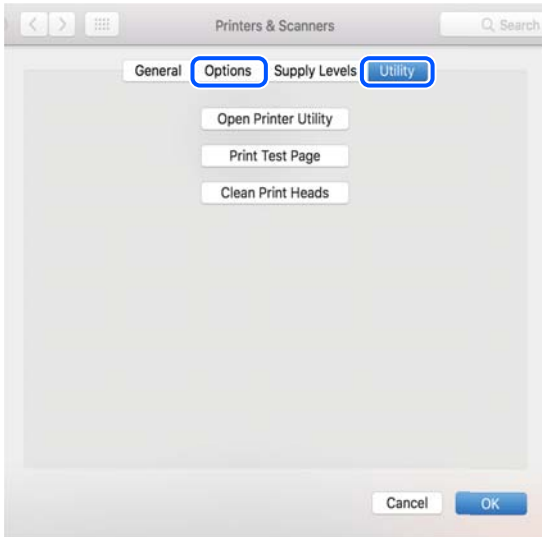 Printers & Scanners Search
General Options Supply Levels Utility
Open Printer Utility
Print Test Page
Clean Print Heads
Cancel OK